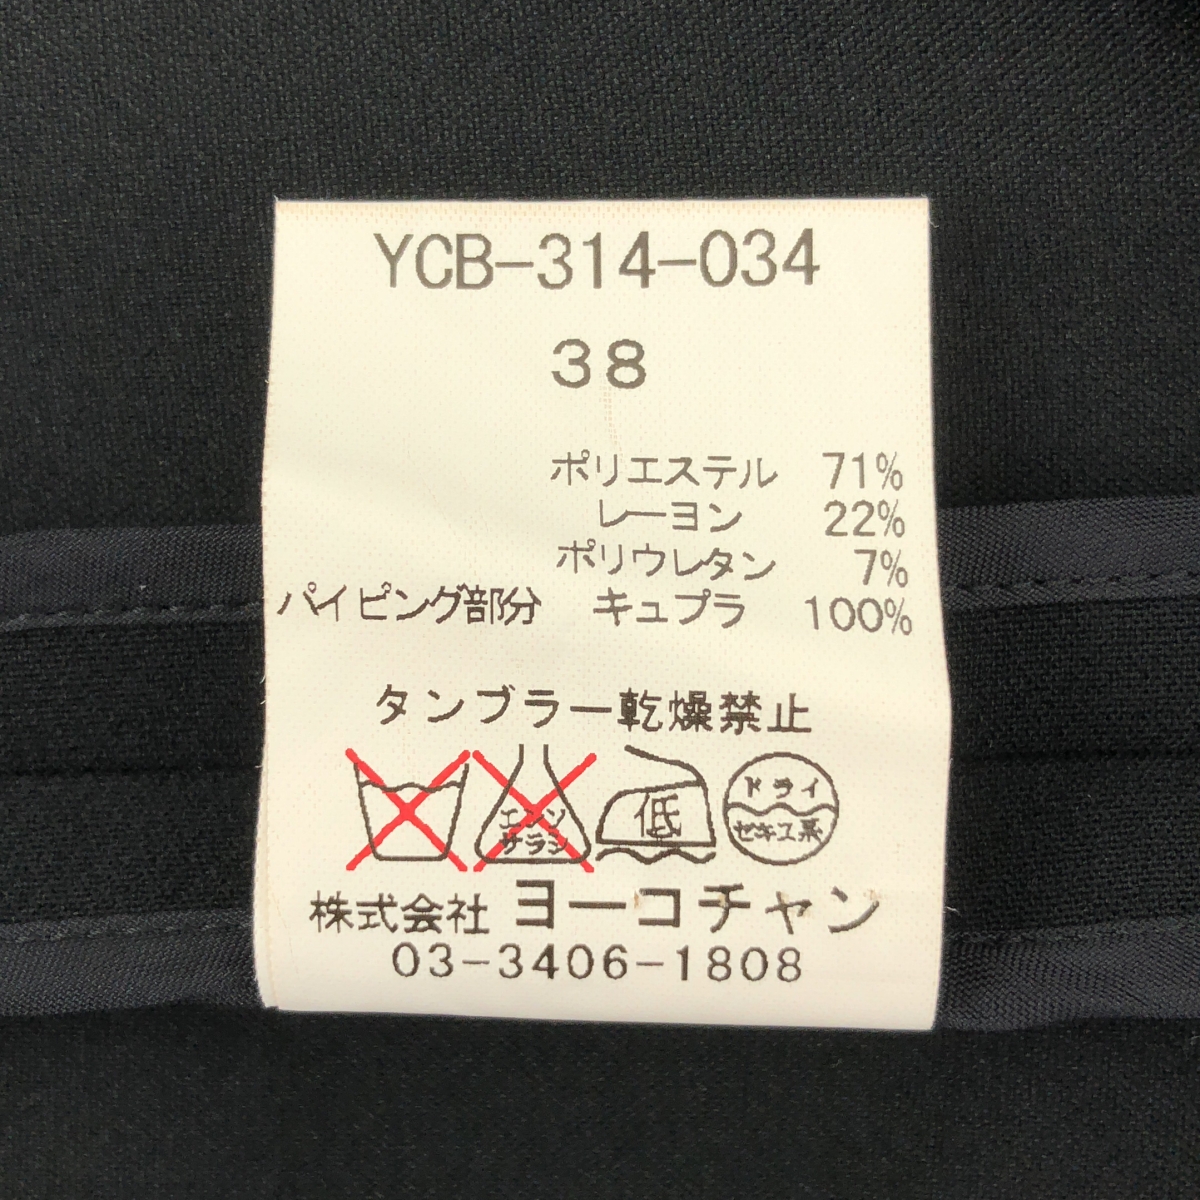 YCB-314-034
38
ポリエステル 71%
レーヨン 22%
ポリウレタン 7%
パイピング部分 キュプラ 100%
タンブラー乾燥禁止
エンソ
サラシ
低
ドライ
セキユ系
株式会社 ヨーコチャン
03-3406-1808